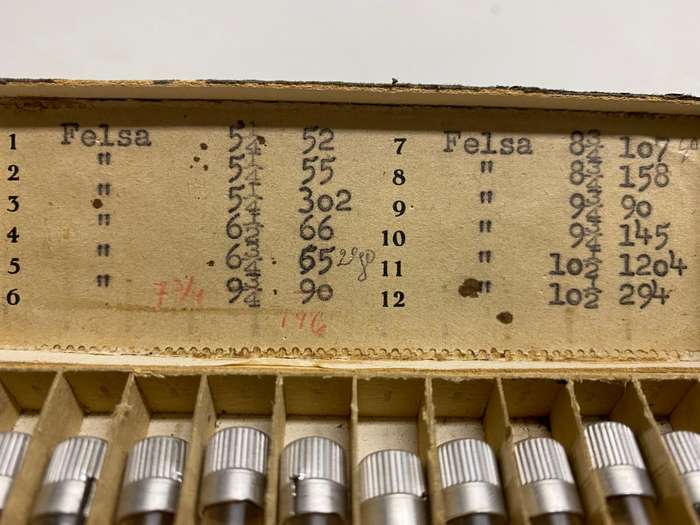 1 Felsa 5¼ 52
2 " 5¼ 55
3 " 5¼ 302
4 " 6¾ 66
5 " 6¾ 65
6 " 7¾ 9¾ 90
196
7 Felsa 8¾ 107
8 " 8¾ 158
9 " 9¾ 90
10 " 9¾ 145
11 " 10½ 1204
12 " 10½ 294